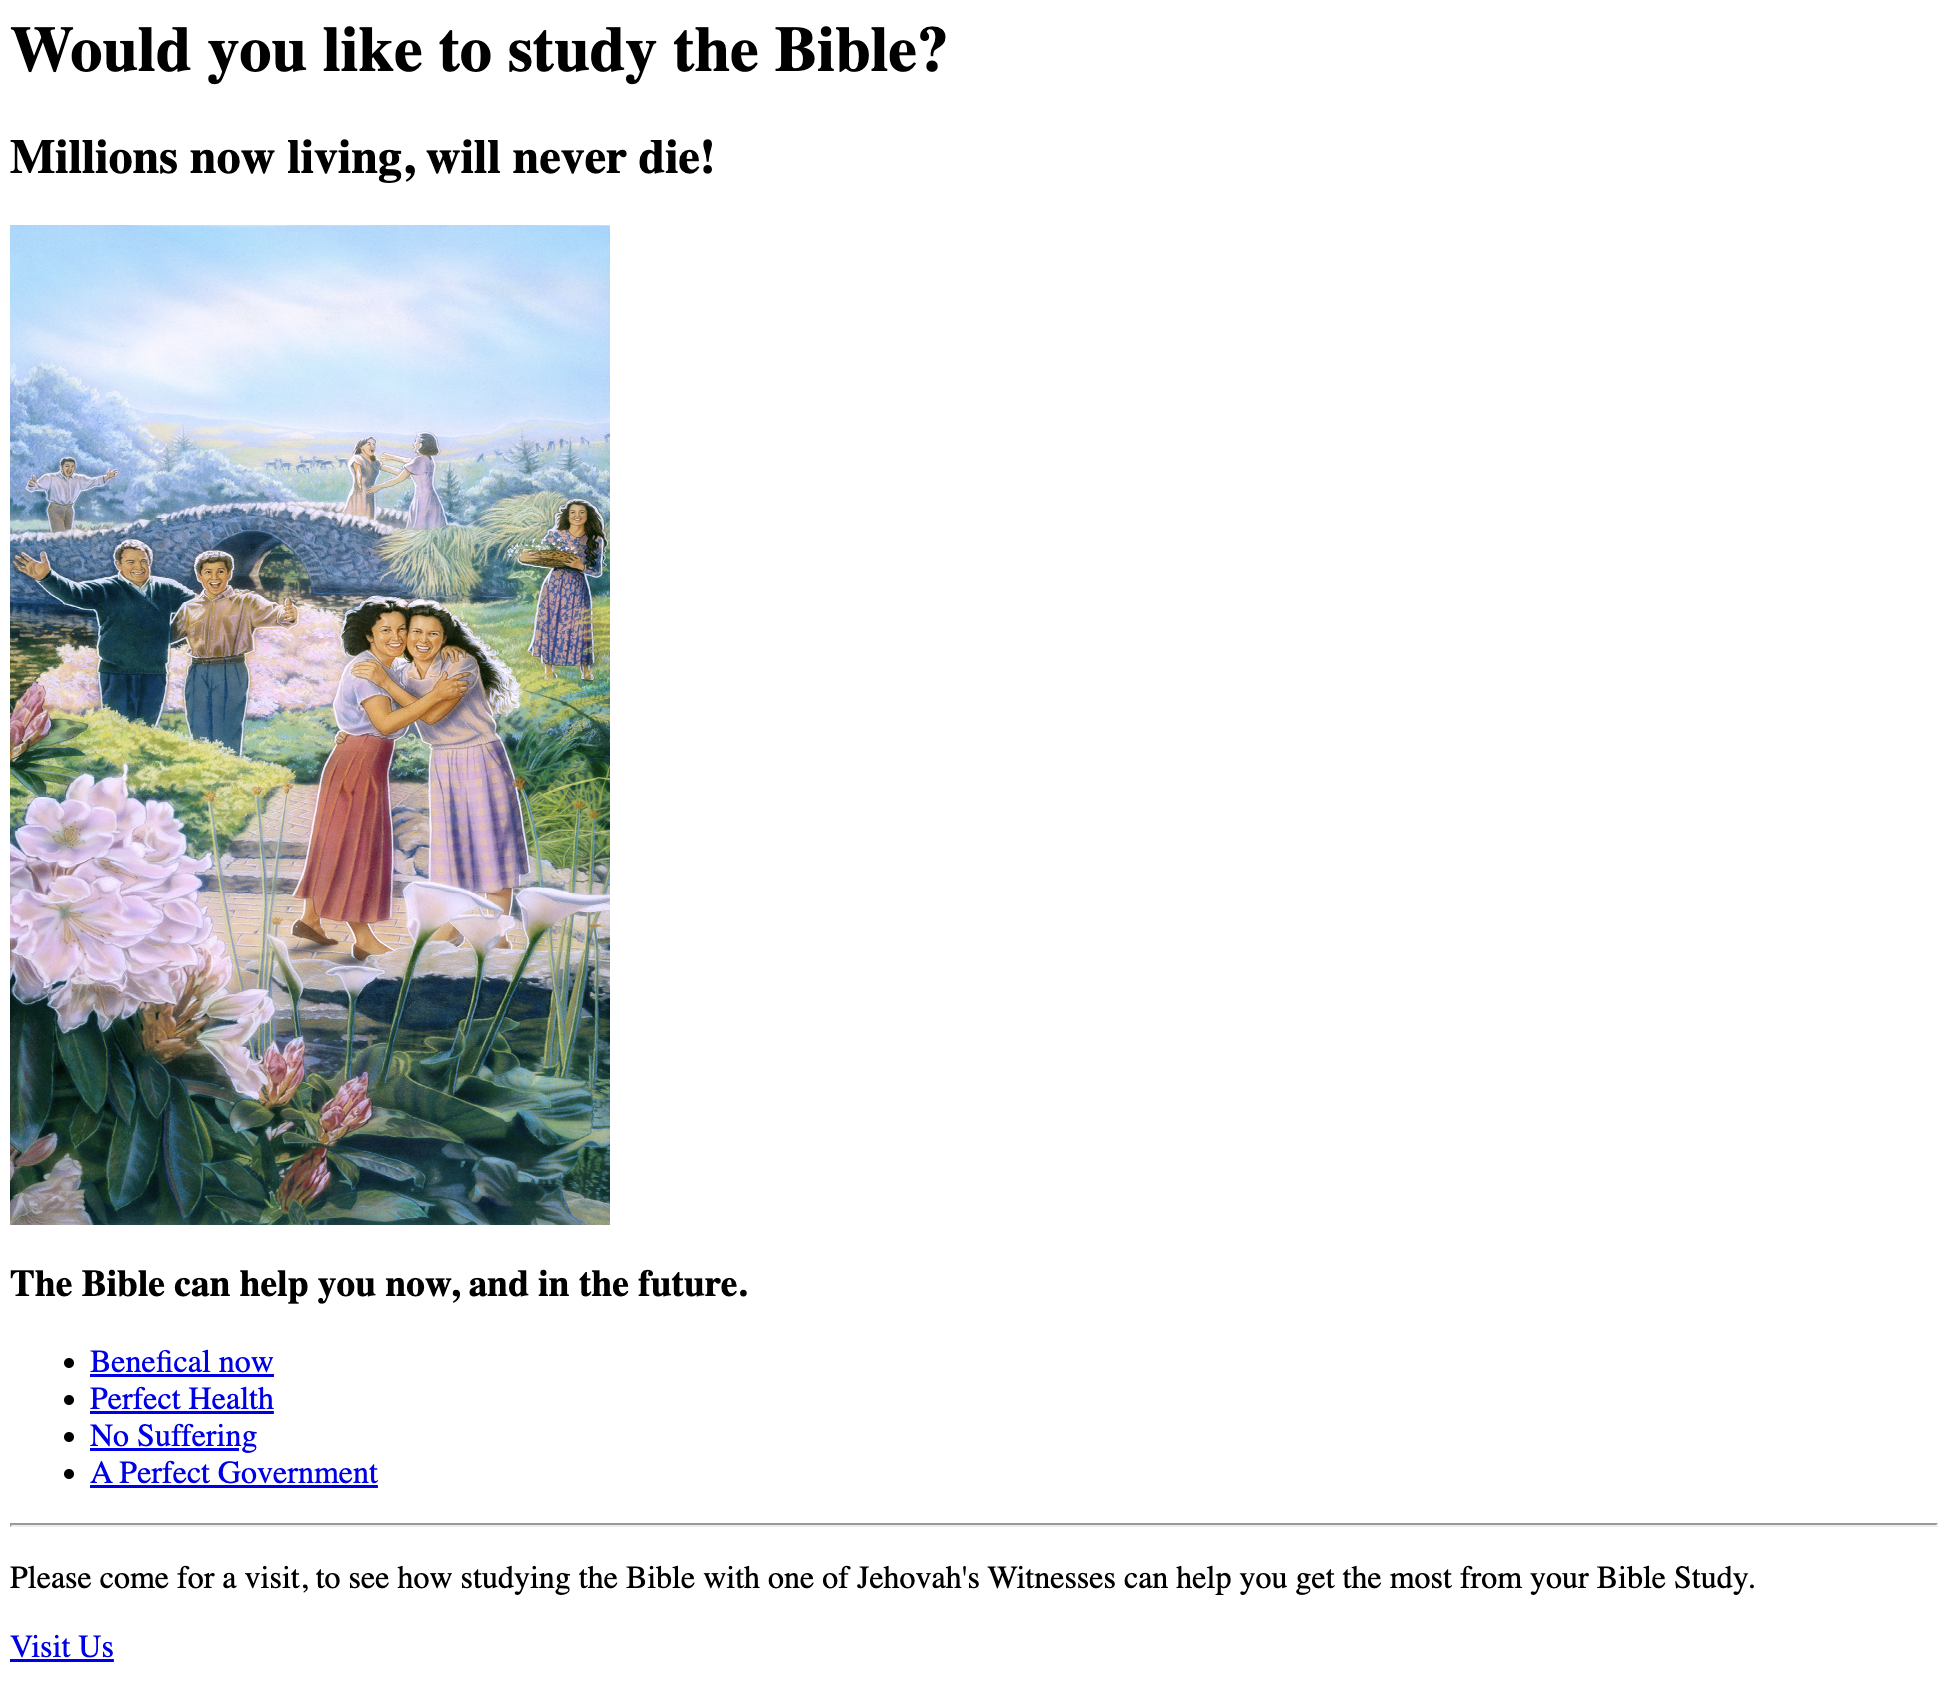 Would you like to study the Bible?
Millions now living, will never die!
The Bible can help you now, and in the future.
Benefical now
Perfect Health
No Suffering
A Perfect Government
Please come for a visit, to see how studying the Bible with one of Jehovah's Witnesses can help you get the most from your Bible Study.
Visit Us